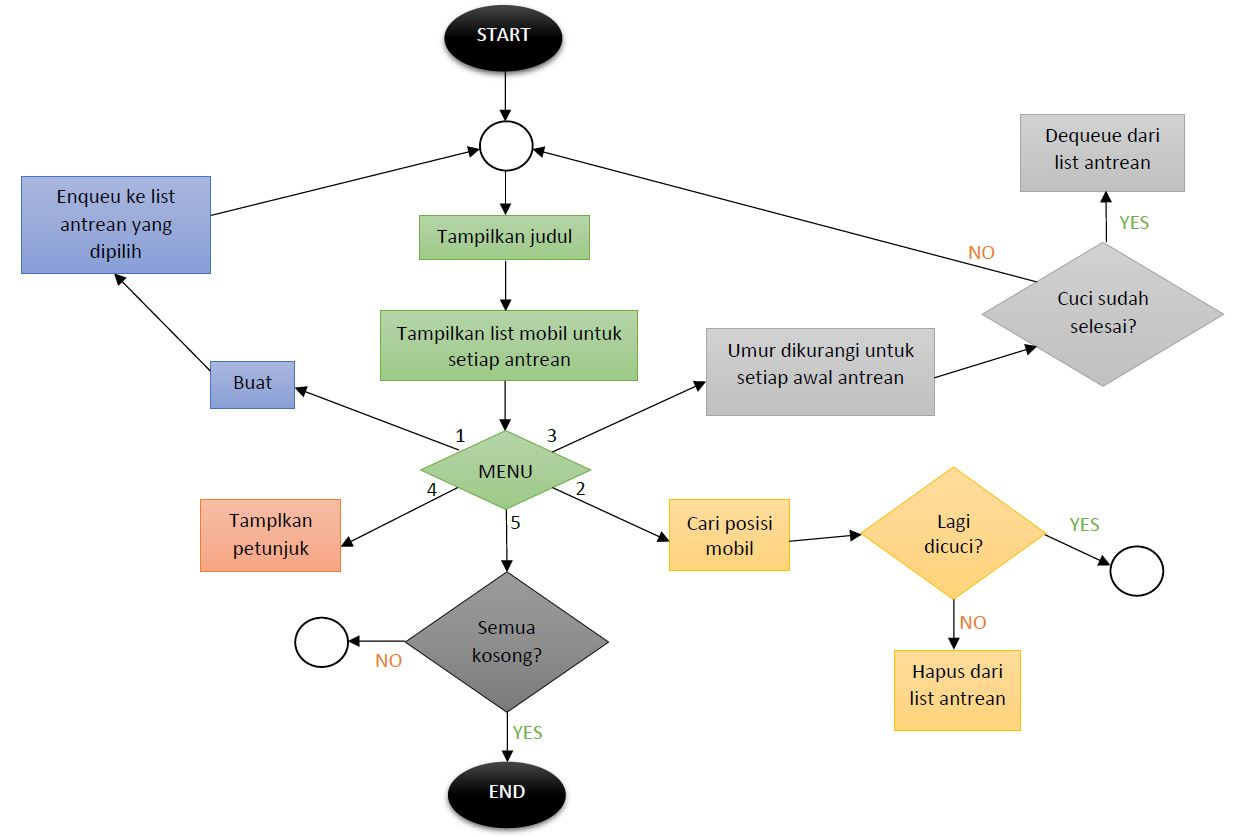 START
Dequeue dari
list antrean
Enqueu ke list
antrean yang
dipilih
YES
Tampilkan judul
NO
Cuci sudah
selesai?
Tampilkan list mobil untuk
setiap antrean
Umur dikurangi untuk
setiap awal antrean
Buat
1
3
MENU
4
2
Tamplkan
petunjuk
5
Cari posisi
mobil
Lagi
dicuci?
YES
Semua
kosong?
NO
NO
Hapus dari
list antrean
YES
END